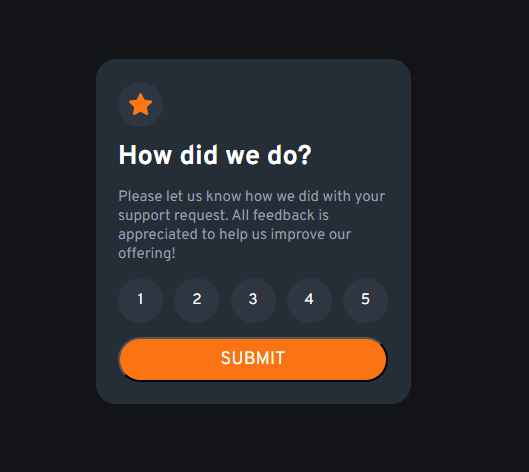 How did we do?
Please let us know how we did with your
support request. All feedback is
appreciated to help us improve our
offering!
1 2 3 4 5
SUBMIT